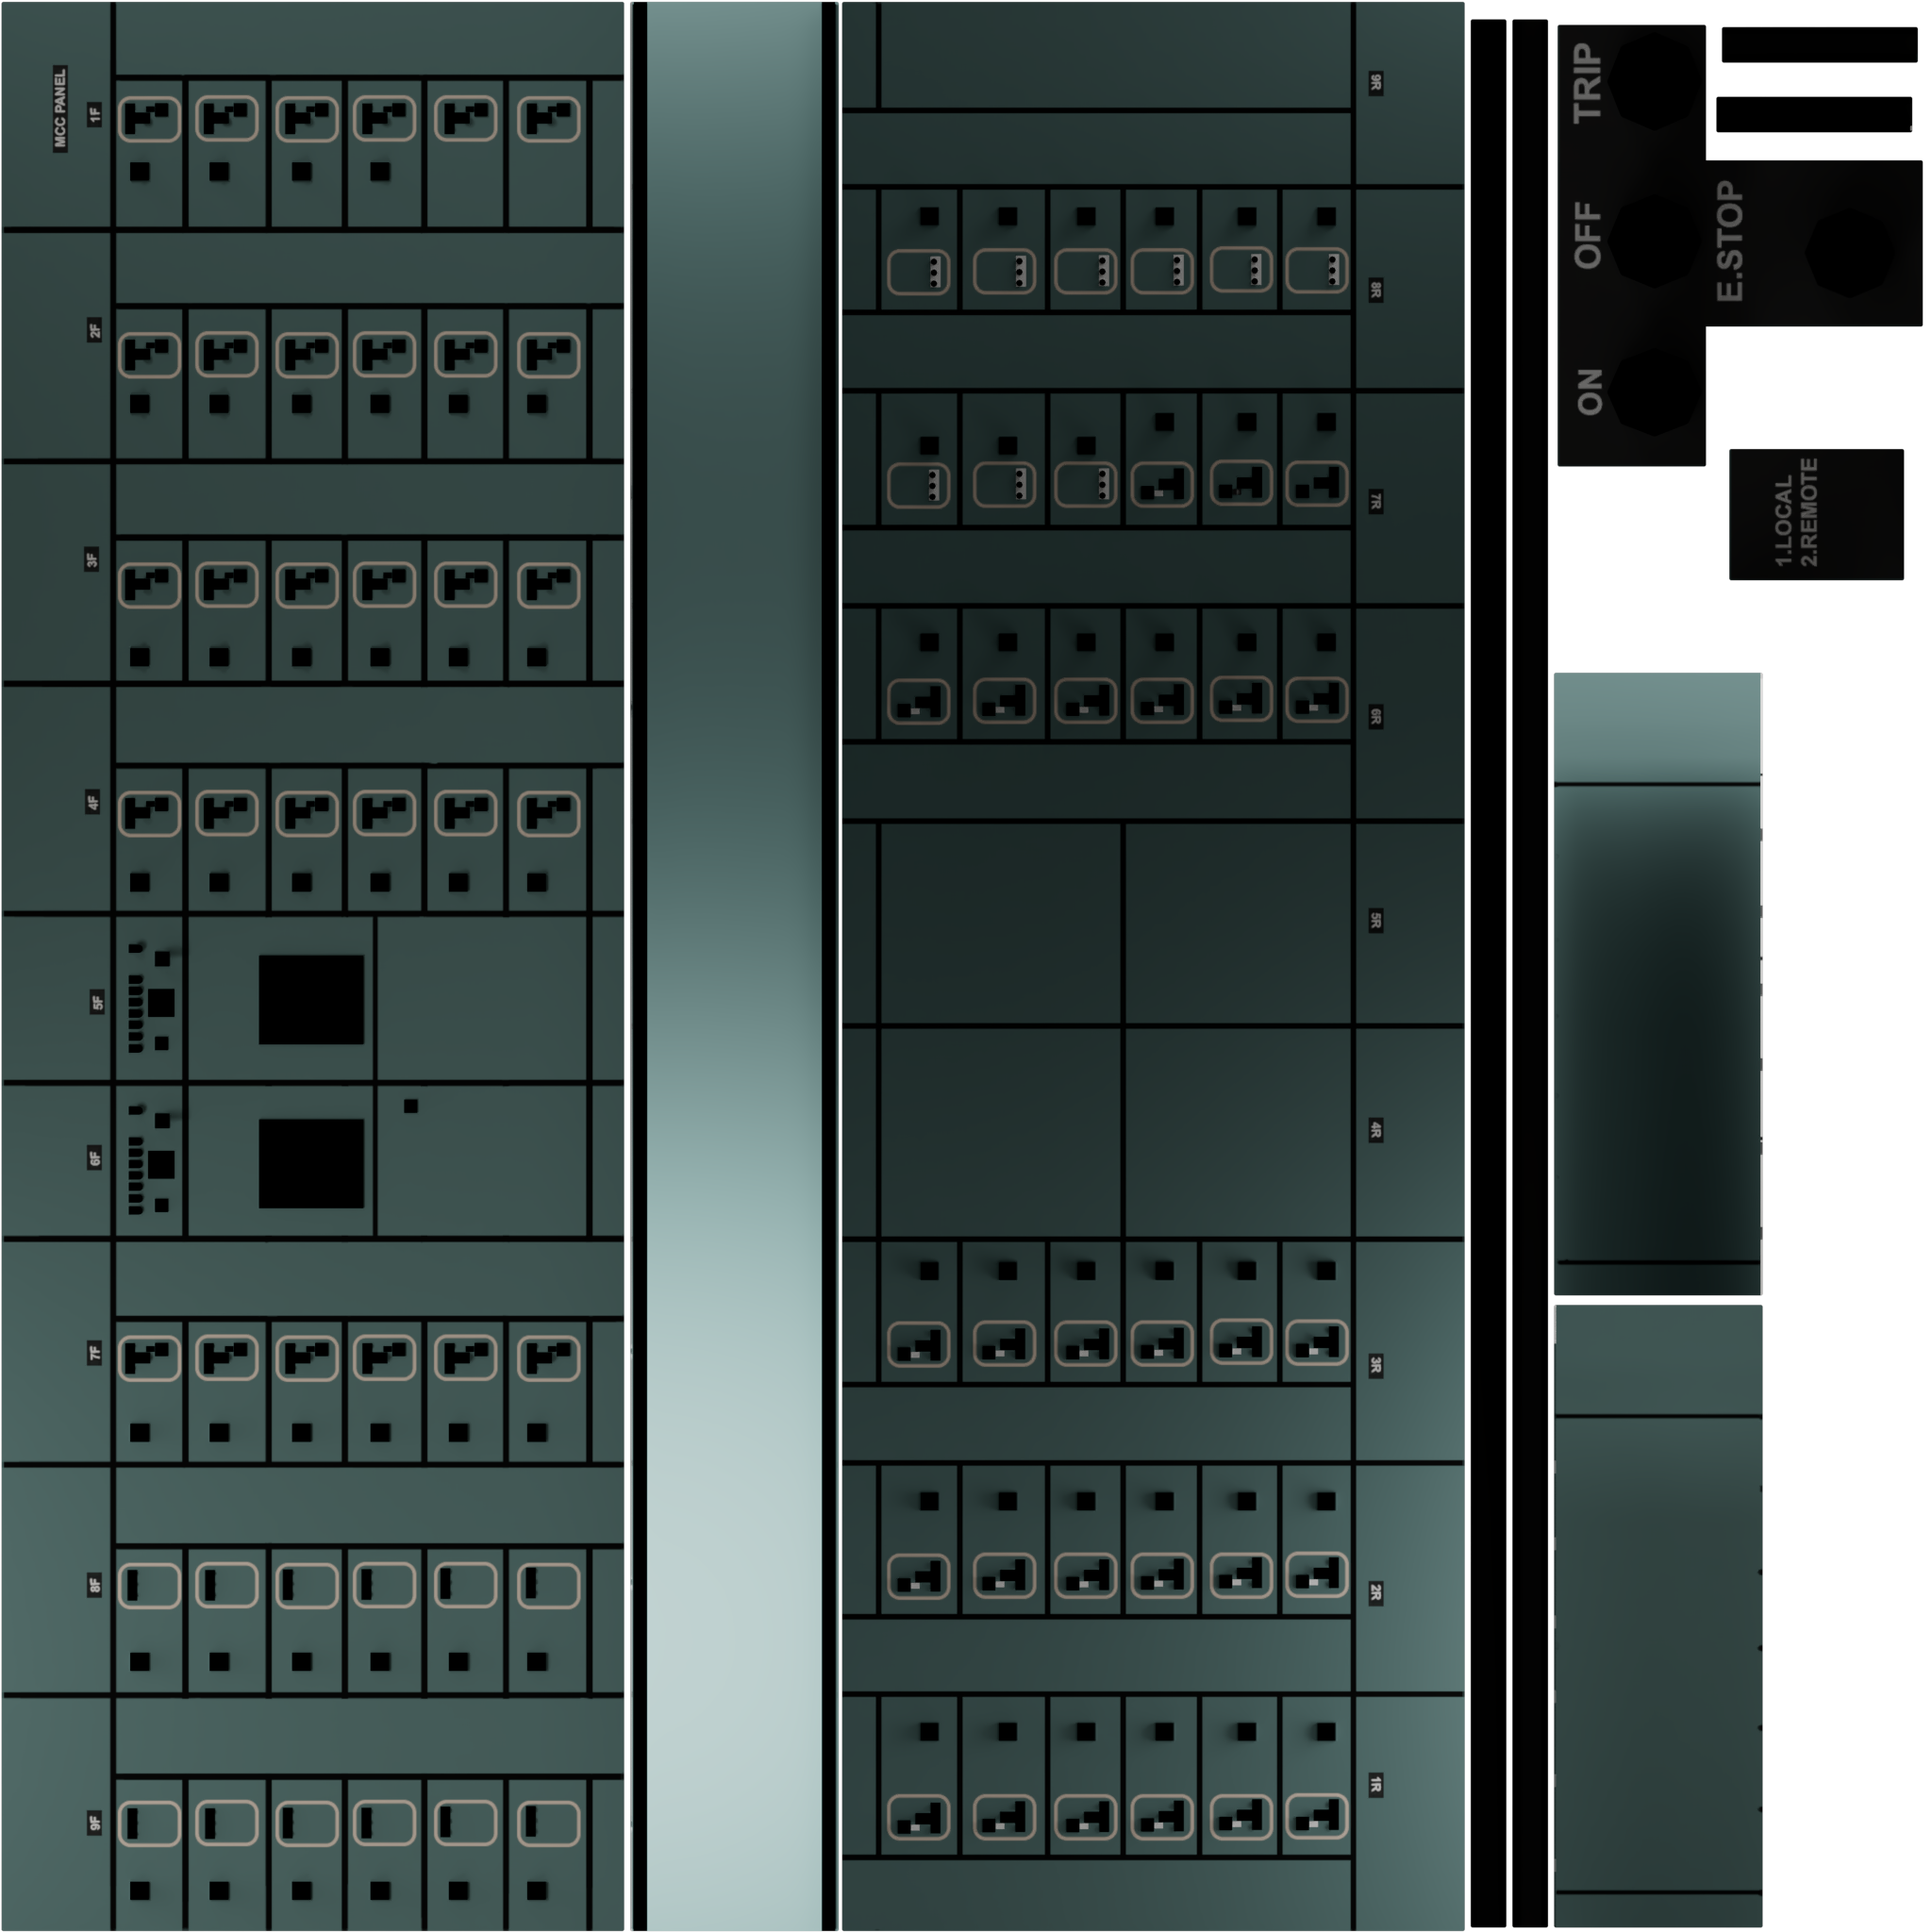 MCC PANEL
1F
2F
3F
4F
5F
6F
7F
8F
9F
9R
8R
7R
6R
5R
4R
3R
2R
1R
TRIP
OFF
ON
E.STOP
1.LOCAL
2.REMOTE